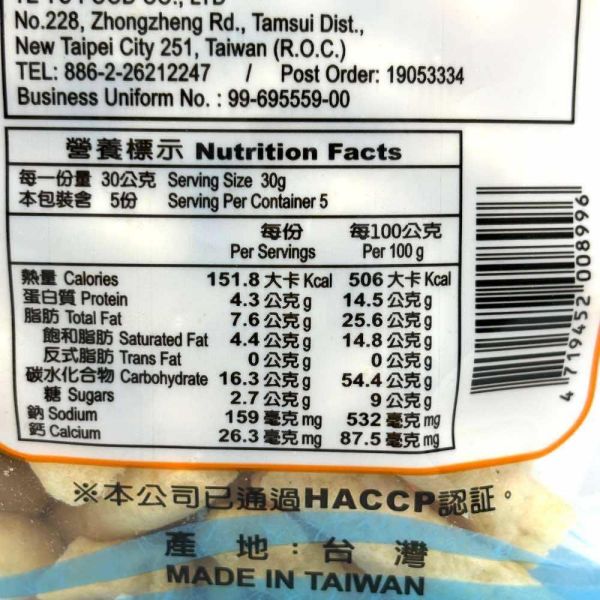 No.228, Zhongzheng Rd., Tamsui Dist.,
New Taipei City 251, Taiwan (R.O.C.)
TEL: 886-2-26212247 / Post Order: 19053334
Business Uniform No. : 99-695559-00
營養標示 Nutrition Facts
每一份量 30公克 Serving Size 30g
本包裝含 5份 Serving Per Container 5
每份 每100公克
Per Servings Per 100 g
熱量 Calories 151.8 大卡 Kcal 506 大卡 Kcal
蛋白質 Protein 4.3 公克 g 14.5 公克 g
脂肪 Total Fat 7.6 公克 g 25.6 公克 g
飽和脂肪 Saturated Fat 4.4 公克 g 14.8 公克 g
反式脂肪 Trans Fat 0 公克 g 0 公克 g
碳水化合物 Carbohydrate 16.3 公克 g 54.4 公克 g
糖 Sugars 2.7 公克 g 9 公克 g
鈉 Sodium 159 毫克 mg 532 毫克 mg
鈣 Calcium 26.3 毫克 mg 87.5 毫克 mg
4 719452 008996
※本公司已通過HACCP認証。
產 地：台 灣
MADE IN TAIWAN